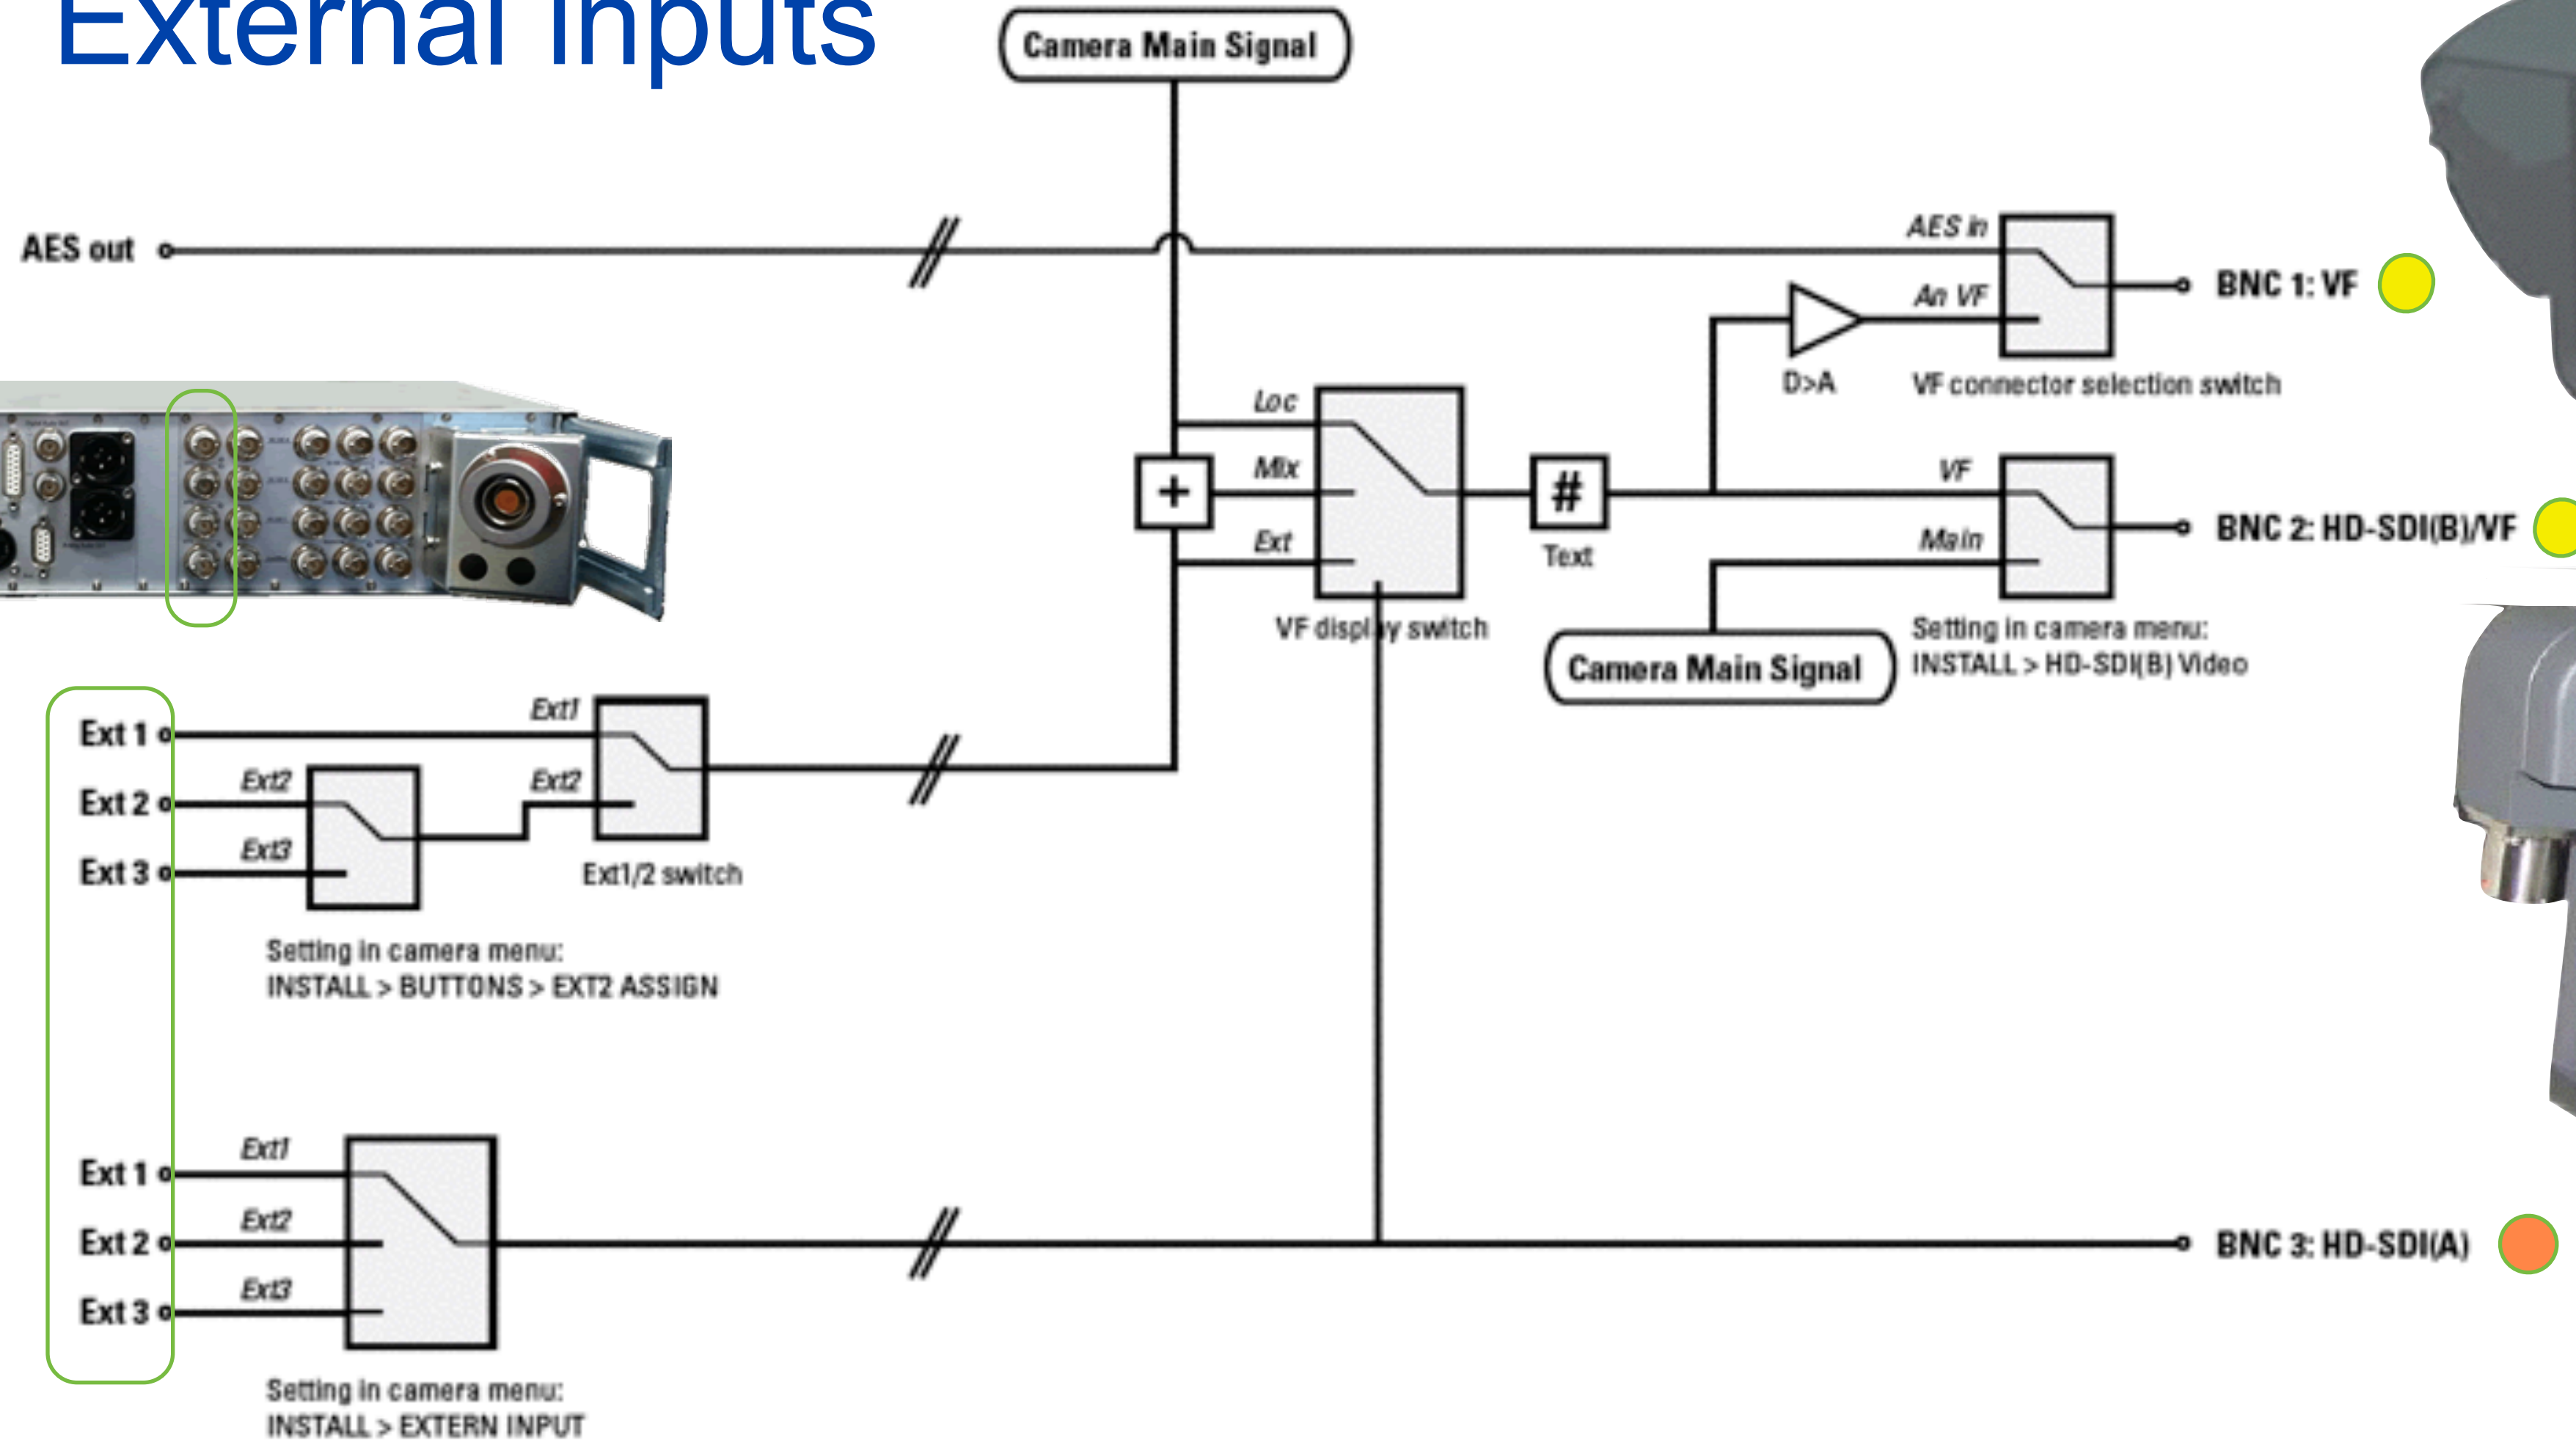 External Inputs
Camera Main Signal
AES out
AES in
BNC 1: VF
An VF
D>A
VF connector selection switch
Loc
Mix
Ext
+
#
Text
VF display switch
VF
Main
BNC 2: HD-SDI(B)/VF
Camera Main Signal
Setting in camera menu:
INSTALL > HD-SDI(B) Video
Ext 1
Ext1
Ext 2
Ext2
Ext2
Ext 3
Ext3
Ext1/2 switch
Setting in camera menu:
INSTALL > BUTTONS > EXT2 ASSIGN
Ext 1
Ext1
Ext 2
Ext2
Ext 3
Ext3
BNC 3: HD-SDI(A)
Setting in camera menu:
INSTALL > EXTERN INPUT